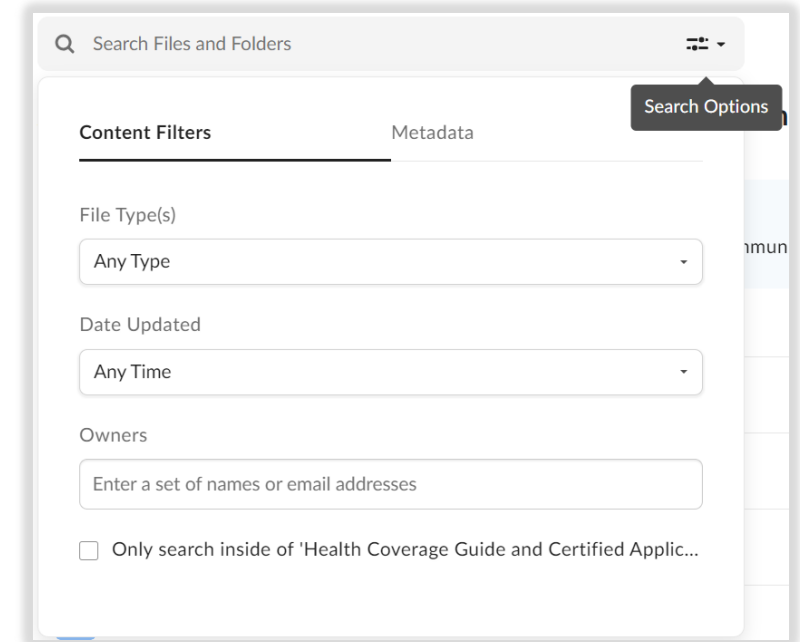 Search Files and Folders
Search Options
Content Filters
Metadata
File Type(s)
Any Type
Date Updated
Any Time
Owners
Enter a set of names or email addresses
Only search inside of 'Health Coverage Guide and Certified Applic...